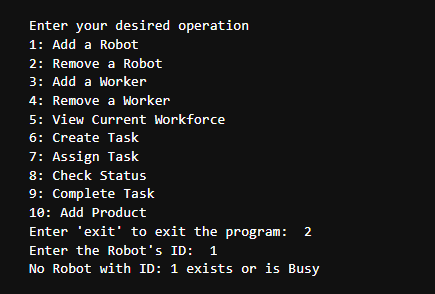 Enter your desired operation
1: Add a Robot
2: Remove a Robot
3: Add a Worker
4: Remove a Worker
5: View Current Workforce
6: Create Task
7: Assign Task
8: Check Status
9: Complete Task
10: Add Product
Enter 'exit' to exit the program:  2
Enter the Robot's ID:  1
No Robot with ID: 1 exists or is Busy